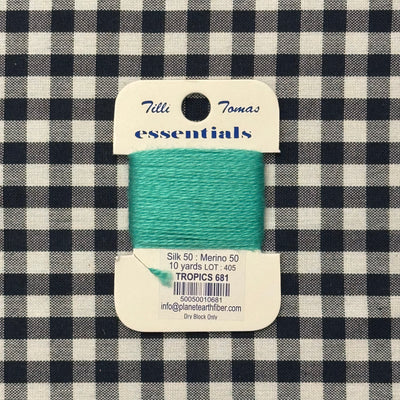 Tilli Tomas
essentials
Silk 50 : Merino 50
10 yards LOT : 405
TROPICS 681
50050010681
info@planetearthfiber.com
Dry Block Only